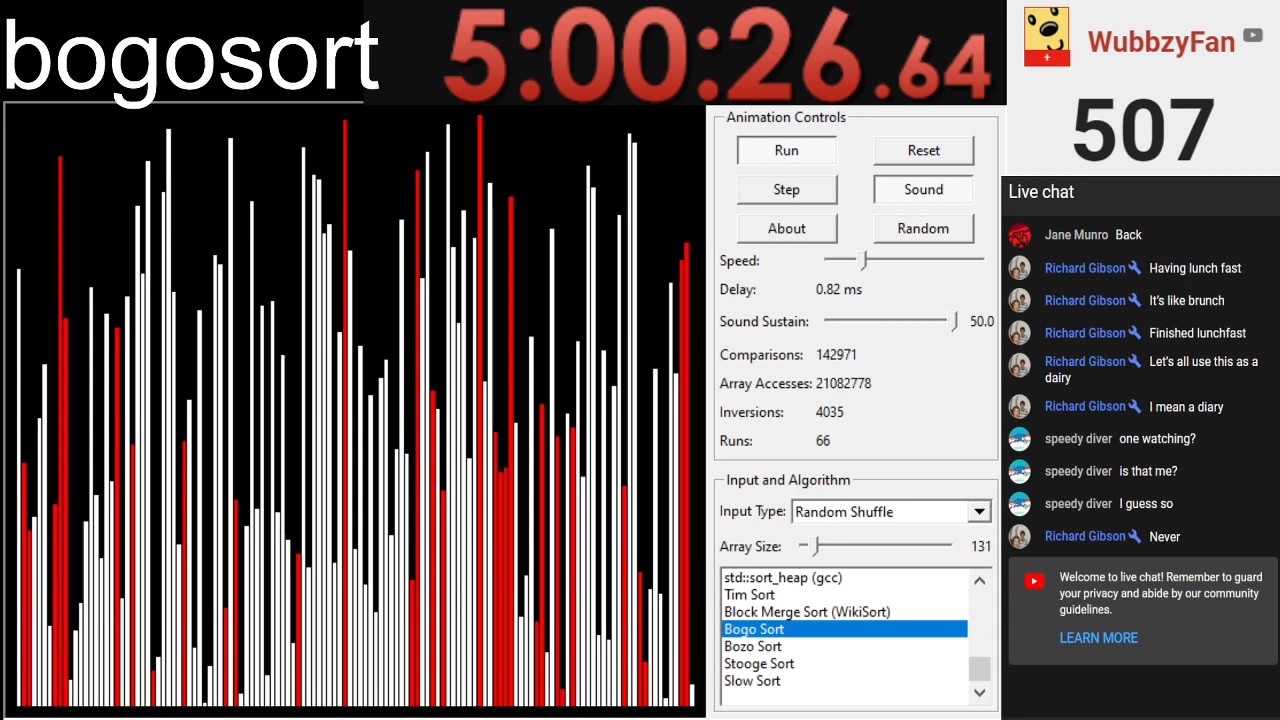 bogosort
5:00:26.64
WubbzyFan
507
Animation Controls
Run
Reset
Step
Sound
About
Random
Speed:
Delay: 0.82 ms
Sound Sustain: 50.0
Comparisons: 142971
Array Accesses: 21082778
Inversions: 4035
Runs: 66
Input and Algorithm
Input Type: Random Shuffle
Array Size: 131
std::sort_heap (gcc)
Tim Sort
Block Merge Sort (WikiSort)
Bogo Sort
Bozo Sort
Stooge Sort
Slow Sort
Live chat
Jane Munro Back
Richard Gibson Having lunch fast
Richard Gibson It's like brunch
Richard Gibson Finished lunchfast
Richard Gibson Let's all use this as a
dairy
Richard Gibson I mean a diary
speedy diver one watching?
speedy diver is that me?
speedy diver I guess so
Richard Gibson Never
Welcome to live chat! Remember to guard
your privacy and abide by our community
guidelines.
LEARN MORE